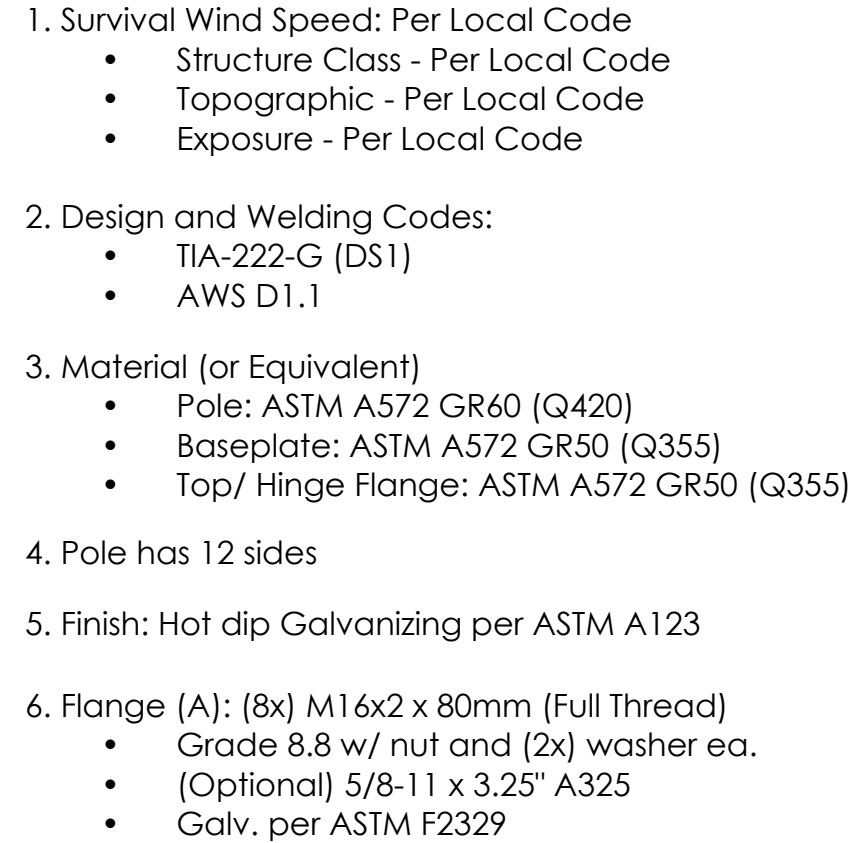 1. Survival Wind Speed: Per Local Code
• Structure Class - Per Local Code
• Topographic - Per Local Code
• Exposure - Per Local Code
2. Design and Welding Codes:
• TIA-222-G (DS1)
• AWS D1.1
3. Material (or Equivalent)
• Pole: ASTM A572 GR60 (Q420)
• Baseplate: ASTM A572 GR50 (Q355)
• Top/ Hinge Flange: ASTM A572 GR50 (Q355)
4. Pole has 12 sides
5. Finish: Hot dip Galvanizing per ASTM A123
6. Flange (A): (8x) M16x2 x 80mm (Full Thread)
• Grade 8.8 w/ nut and (2x) washer ea.
• (Optional) 5/8-11 x 3.25" A325
• Galv. per ASTM F2329